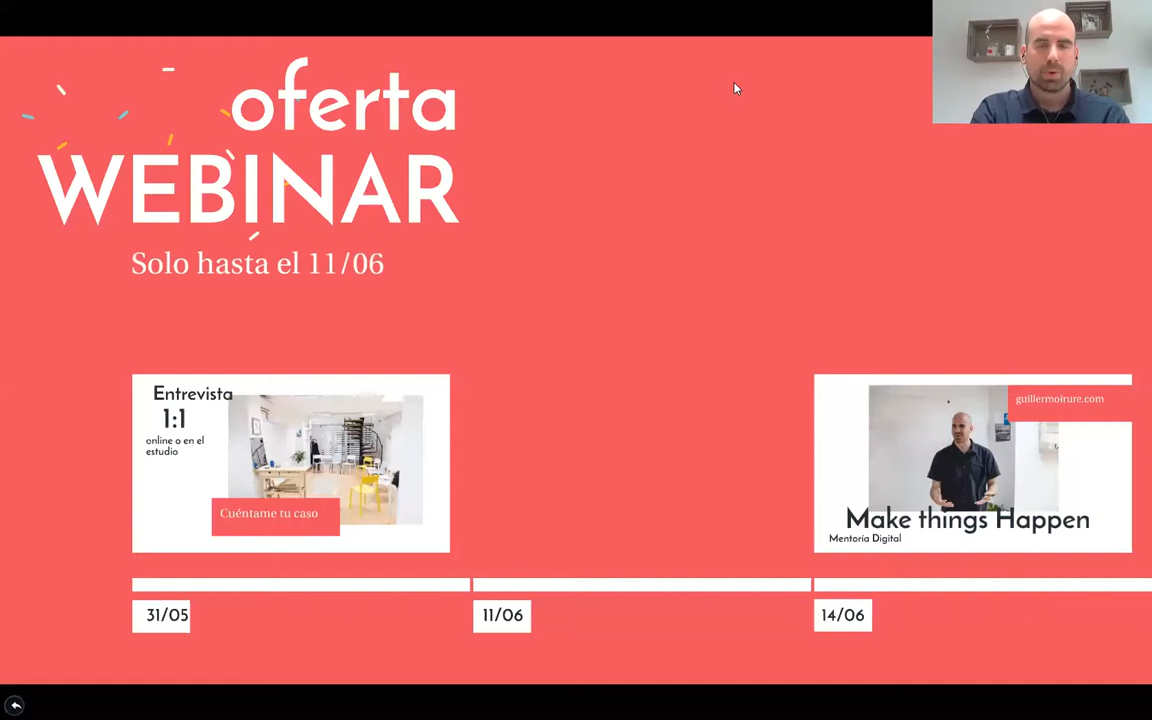 oferta
WEBINAR
Solo hasta el 11/06
Entrevista
1:1
online o en el
estudio
Cuéntame tu caso
guillermoirure.com
Make things Happen
Mentoría Digital
31/05
11/06
14/06